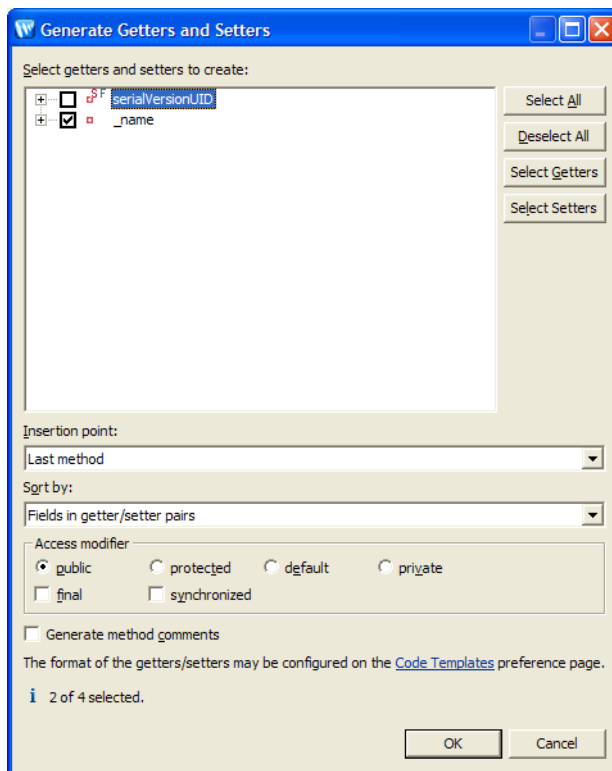 Generate Getters and Setters
Select getters and setters to create:
serialVersionUID
_name
Select All
Deselect All
Select Getters
Select Setters
Insertion point:
Last method
Sort by:
Fields in getter/setter pairs
Access modifier
public protected default private
final synchronized
Generate method comments
The format of the getters/setters may be configured on the Code Templates preference page.
i 2 of 4 selected.
OK Cancel